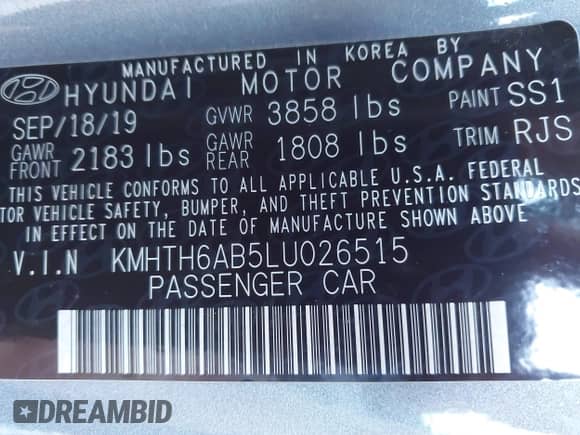 MANUFACTURED IN KOREA BY
HYUNDAI MOTOR COMPANY
SEP/18/19 GVWR 3858 lbs PAINT SS1
GAWR FRONT 2183 lbs GAWR REAR 1808 lbs TRIM RJS
THIS VEHICLE CONFORMS TO ALL APPLICABLE U.S.A. FEDERAL
MOTOR VEHICLE SAFETY, BUMPER, AND THEFT PREVENTION STANDARDS
IN EFFECT ON THE DATE OF MANUFACTURE SHOWN ABOVE.
V.I.N KMHTH6AB5LU026515
PASSENGER CAR
DREAMBID